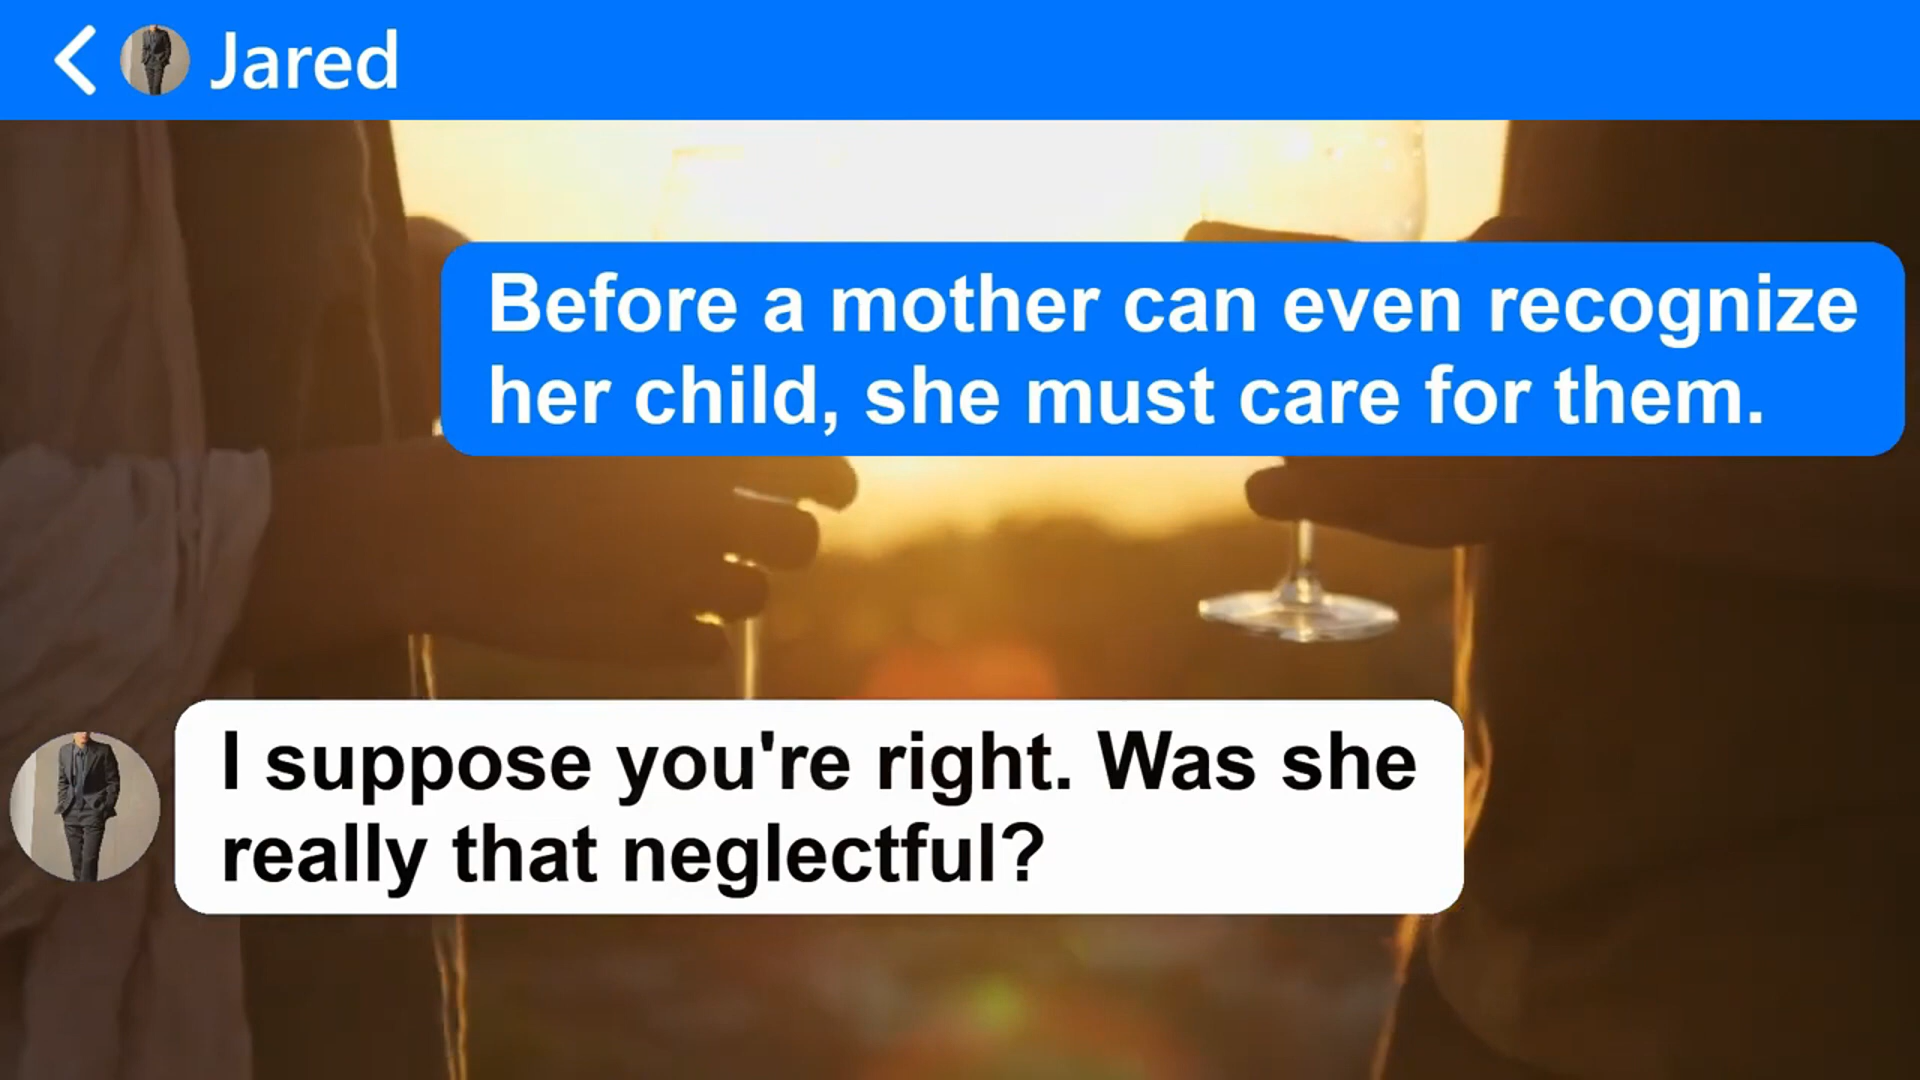 Jared
Before a mother can even recognize
her child, she must care for them.
I suppose you're right. Was she
really that neglectful?